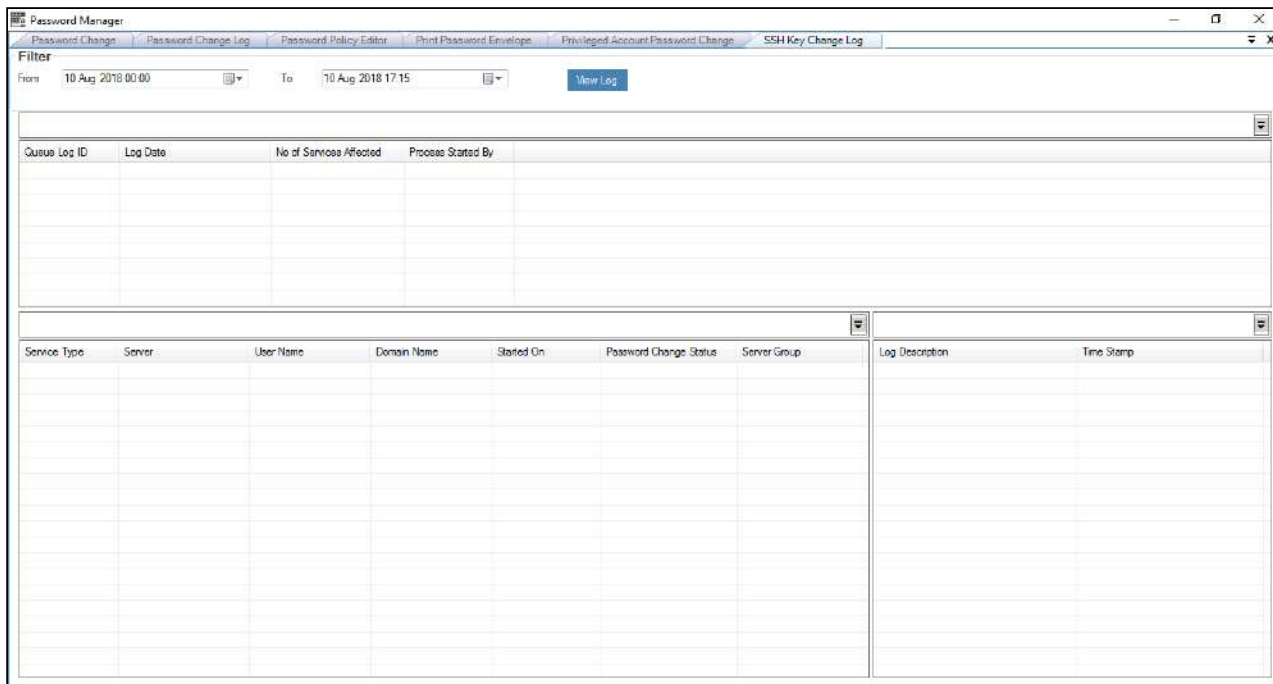 Password Manager
Password Change Password Change Log Password Policy Editor Print Password Envelope Privileged Account Password Change SSH Key Change Log
Filter
From 10 Aug 2018 00:00 To 10 Aug 2018 17:15 View Log
Queue Log ID Log Date No of Services Affected Process Started By
Service Type Server User Name Domain Name Started On Password Change Status Server Group Log Description Time Stamp